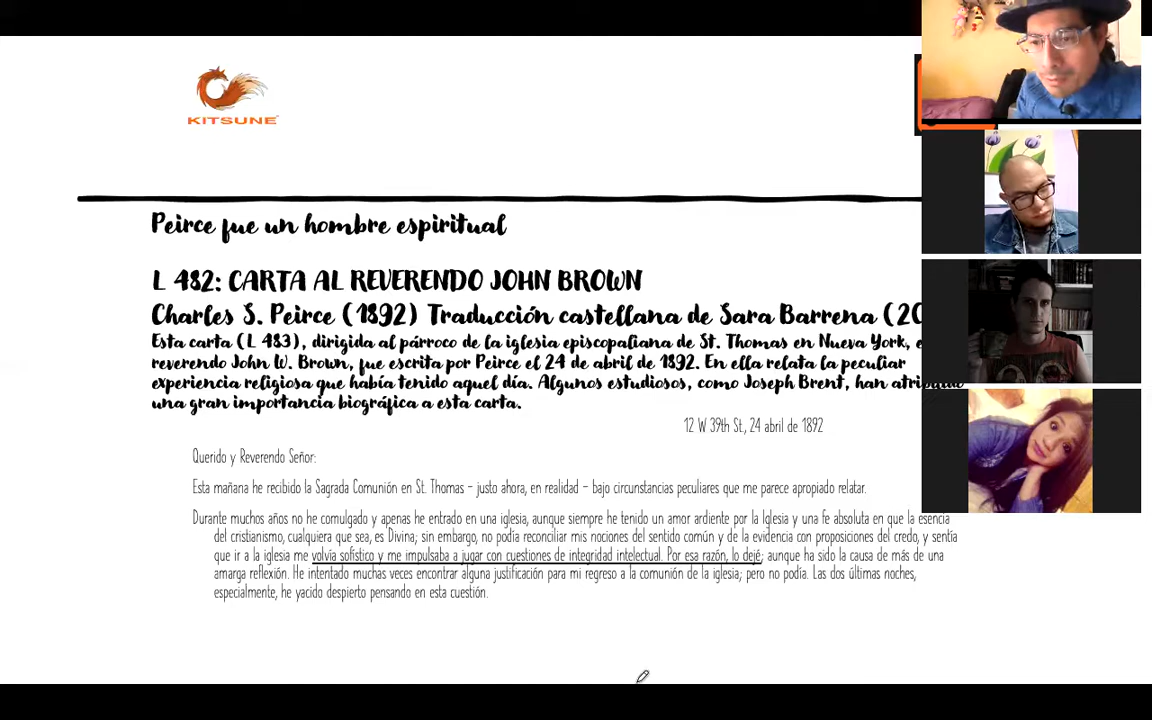 KITSUNE
Peirce fue un hombre espiritual
L 482: CARTA AL REVERENDO JOHN BROWN
Charles S. Peirce (1892) Traducción castellana de Sara Barrena (20
Esta carta (L 483), dirigida al párroco de la iglesia episcopaliana de St. Thomas en Nueva York, e
reverendo John W. Brown, fue escrita por Peirce el 24 de abril de 1892. En ella relata la peculiar
experiencia religiosa que había tenido aquel día. Algunos estudiosos, como Joseph Brent, han atribuido
una gran importancia biográfica a esta carta.
12 W 39th St., 24 abril de 1892
Querido y Reverendo Señor:
Esta mañana he recibido la Sagrada Comunión en St. Thomas – justo ahora, en realidad – bajo circunstancias peculiares que me parece apropiado relatar.
Durante muchos años no he comulgado y apenas he entrado en una iglesia, aunque siempre he tenido un amor ardiente por la Iglesia y una fe absoluta en que la esencia
del cristianismo, cualquiera que sea, es Divina; sin embargo, no podía reconciliar mis nociones del sentido común y de la evidencia con proposiciones del credo, y sentía
que ir a la iglesia me volvía sofístico y me impulsaba a jugar con cuestiones de integridad intelectual. Por esa razón, lo dejé; aunque ha sido la causa de más de una
amarga reflexión. He intentado muchas veces encontrar alguna justificación para mi regreso a la comunión de la iglesia; pero no podía. Las dos últimas noches,
especialmente, he yacido despierto pensando en esta cuestión.